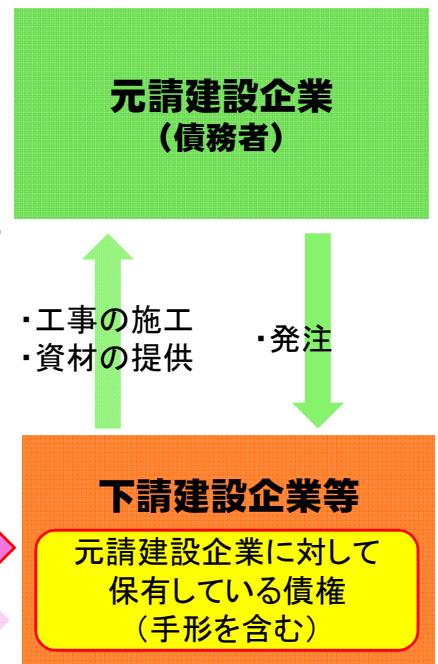 元請建設企業
（債務者）
・工事の施工
・資材の提供
・発注
下請建設企業等
元請建設企業に対して
保有している債権
（手形を含む）